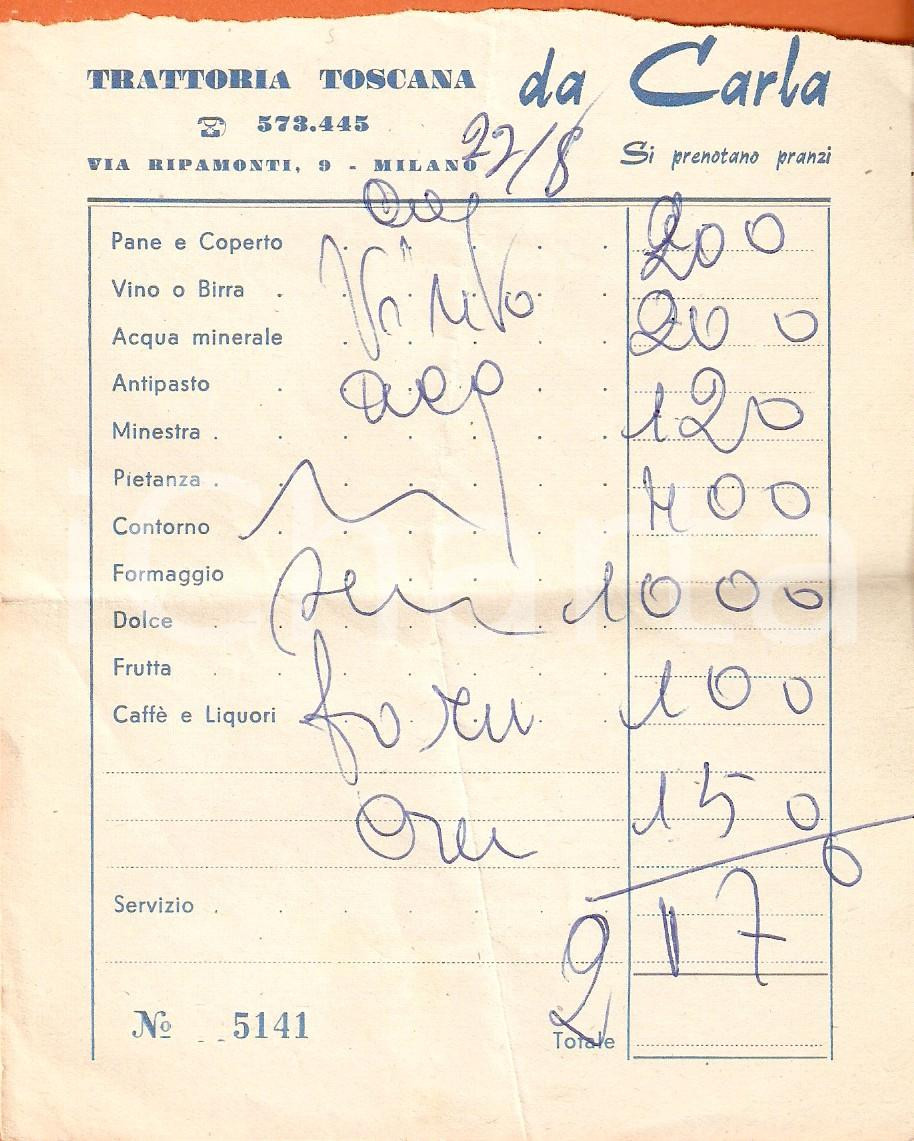 TRATTORIA TOSCANA da Carla
☎ 573.445
VIA RIPAMONTI, 9 - MILANO
22/8
Si prenotano pranzi
Pane e Coperto 200
Vino o Birra Vino
Acqua minerale 200
Antipasto
Minestra 120
Pietanza 400
Contorno
Formaggio 1000
Dolce
Frutta 100
Caffè e Liquori
150
Servizio
2170
Nº 5141
Totale
iCharta